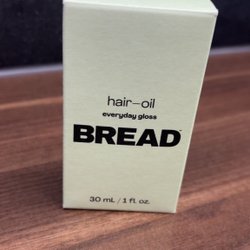 hair—oil
everyday gloss
BREAD
30 mL / 1 fl. oz.